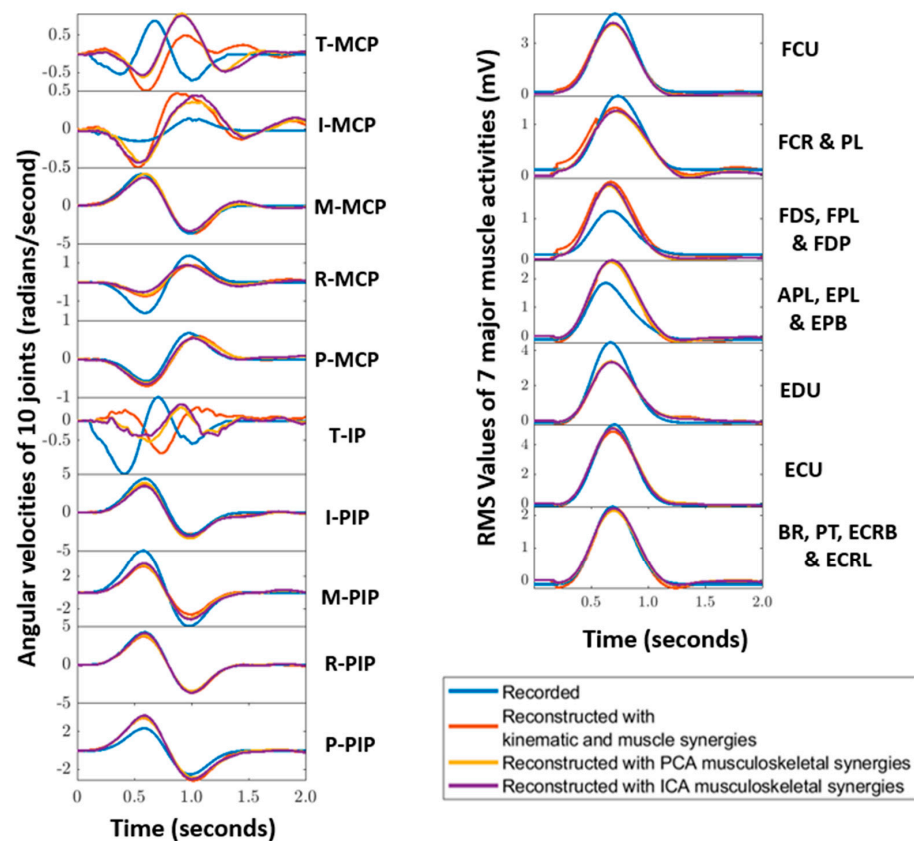 Angular velocities of 10 joints (radians/second)
0.5
0
-0.5
T-MCP
0.5
0
-0.5
I-MCP
0
-5
M-MCP
1
0
-1
R-MCP
1
0
-1
P-MCP
0
-0.5
T-IP
5
0
-5
I-PIP
2
0
-2
M-PIP
5
0
-5
R-PIP
2
0
-2
P-PIP
0 0.5 1.0 1.5 2.0
Time (seconds)
RMS Values of 7 major muscle activities (mV)
3
0
FCU
1
0
FCR & PL
1
0
FDS, FPL
& FDP
2
1
0
APL, EPL
& EPB
4
2
0
EDU
4
2
0
ECU
2
1
0
BR, PT, ECRB
& ECRL
0.5 1.0 2.0
Time (seconds)
Recorded
Reconstructed with
kinematic and muscle synergies
Reconstructed with PCA musculoskeletal synergies
Reconstructed with ICA musculoskeletal synergies